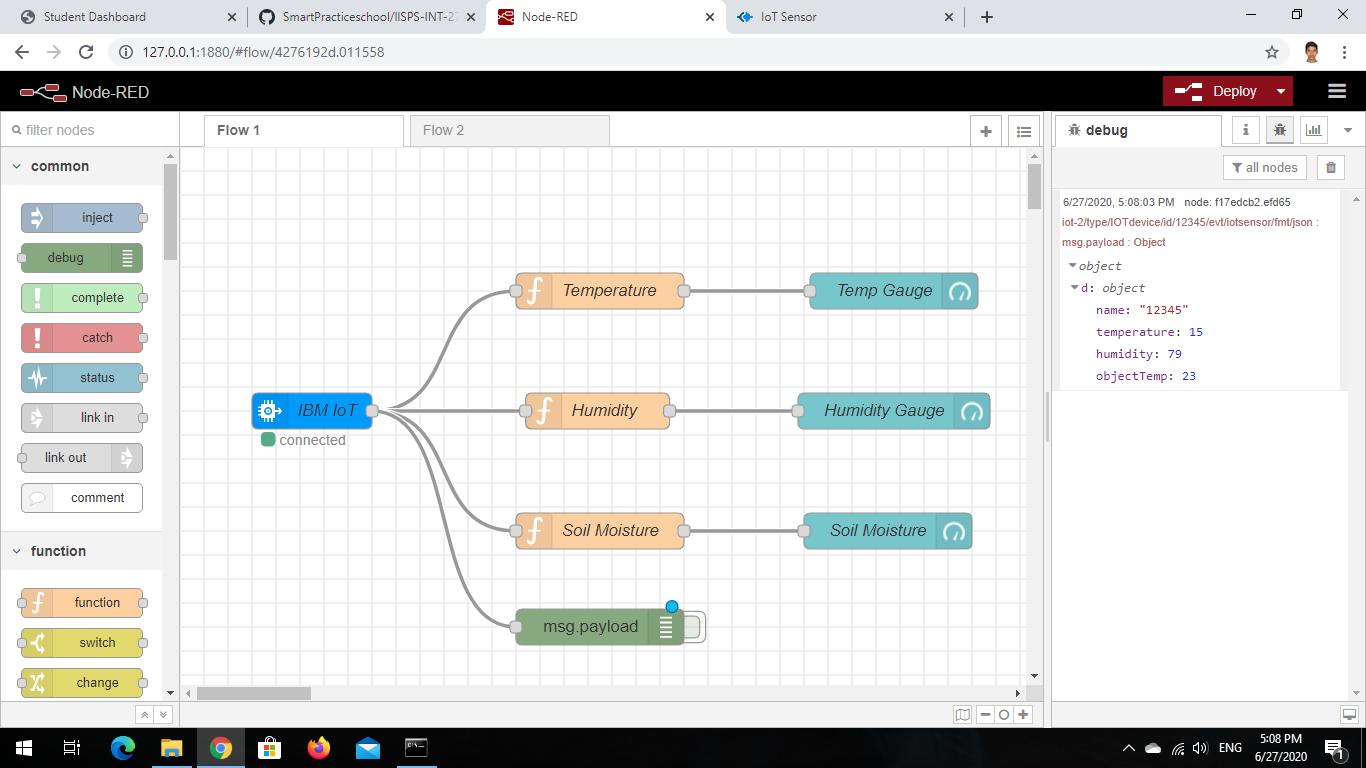 Student Dashboard
SmartPracticeschool/IISPS-INT-27
Node-RED
IoT Sensor
127.0.0.1:1880/#flow/4276192d.011558
Node-RED
Deploy
filter nodes
Flow 1
Flow 2
debug
i
all nodes
common
inject
debug
complete
catch
status
link in
link out
comment
function
function
switch
change
Temperature
Temp Gauge
IBM IoT
connected
Humidity
Humidity Gauge
Soil Moisture
Soil Moisture
msg.payload
6/27/2020, 5:08:03 PM node: f17edcb2.efd65
iot-2/type/IOTdevice/id/12345/evt/iotsensor/fmt/json :
msg.payload : Object
object
d: object
name: "12345"
temperature: 15
humidity: 79
objectTemp: 23
ENG
5:08 PM
6/27/2020
1